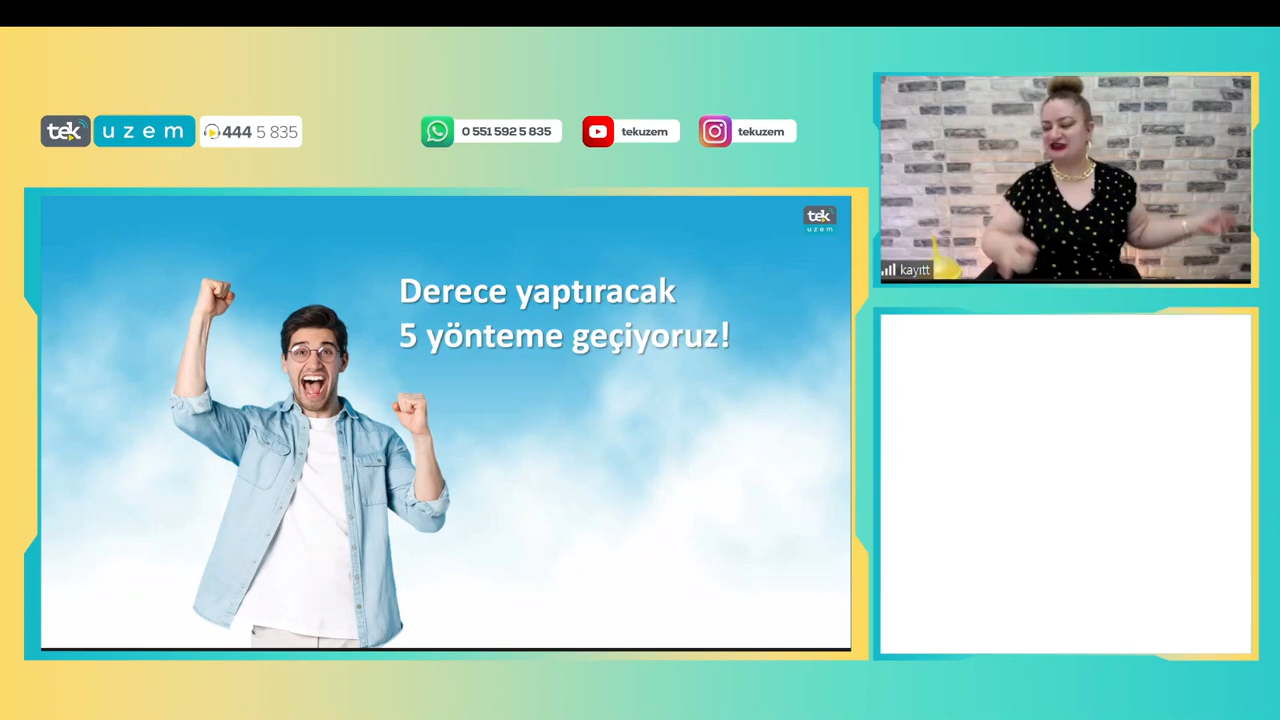 tek uzem 444 5 835
0 551 592 5 835
tekuzem
tekuzem
tek
uzem
Derece yaptıracak
5 yönteme geçiyoruz!
kayıtt